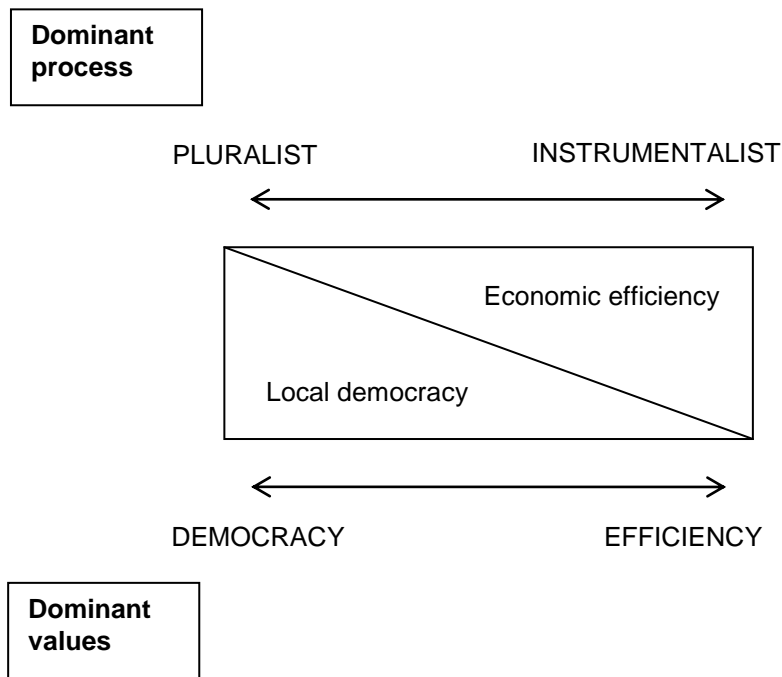 Dominant
process
PLURALIST INSTRUMENTALIST
Economic efficiency
Local democracy
DEMOCRACY EFFICIENCY
Dominant
values